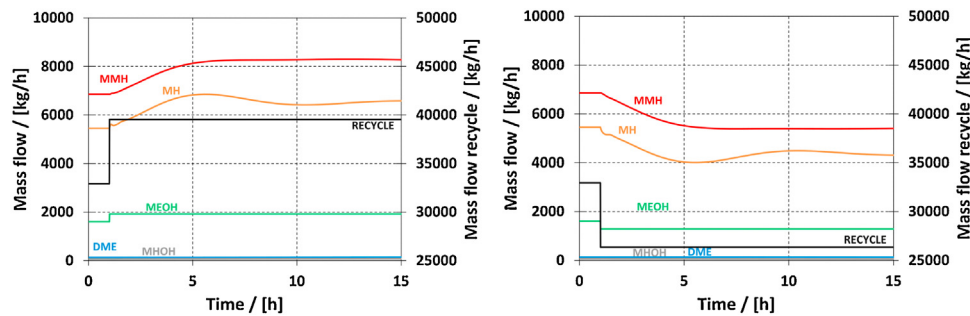 10000
8000
6000
4000
2000
0
Mass flow / [kg/h]
50000
45000
40000
35000
30000
25000
Mass flow recycle / [kg/h]
MMH
MH
RECYCLE
MEOH
DME
MHOH
0
5
10
15
Time / [h]
10000
8000
6000
4000
2000
0
Mass flow / [kg/h]
50000
45000
40000
35000
30000
25000
Mass flow recycle / [kg/h]
MMH
MH
MEOH
RECYCLE
MHOH
DME
0
5
10
15
Time / [h]